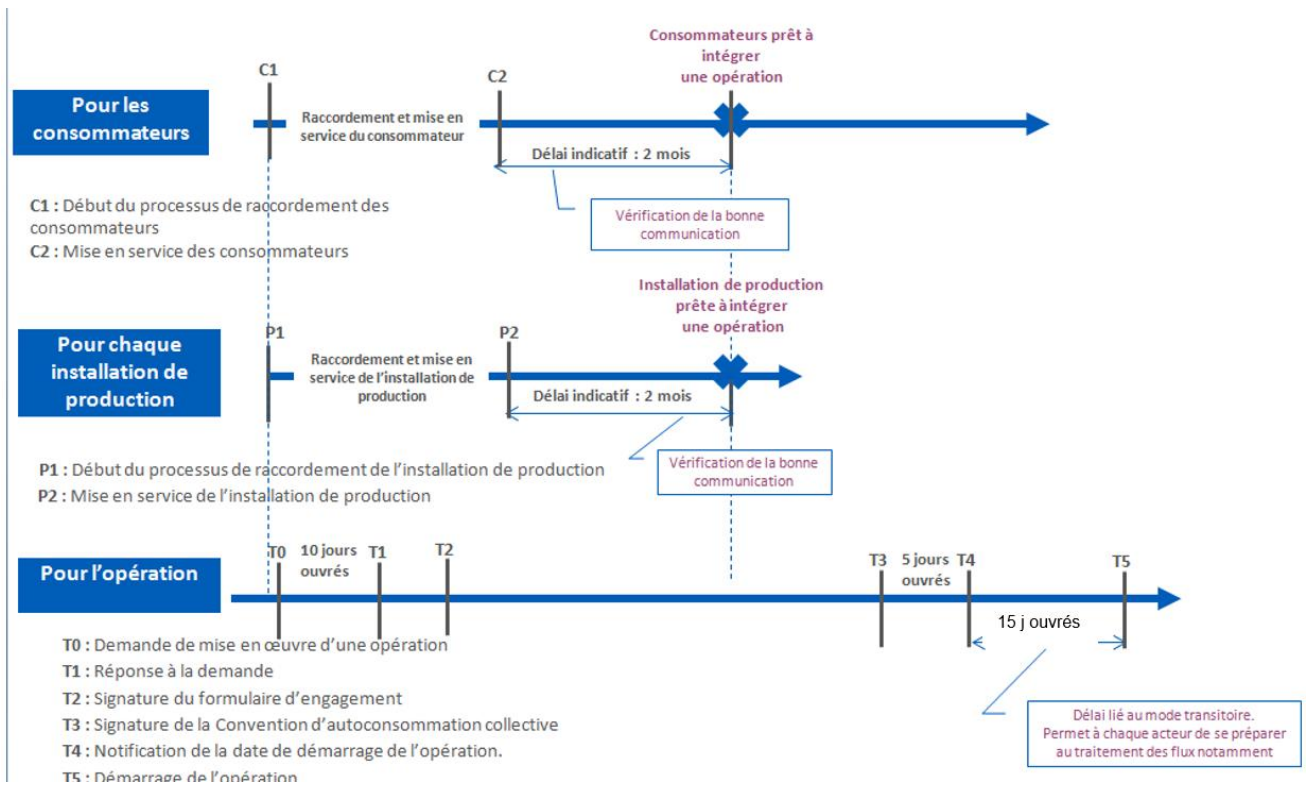 Consommateurs prêt à
intégrer
une opération
C1
C2
Pour les
consommateurs
Raccordement et mise en
service du consommateur
Délai indicatif : 2 mois
C1 : Début du processus de raccordement des
consommateurs
C2 : Mise en service des consommateurs
Vérification de la bonne
communication
Installation de production
prête à intégrer
une opération
P1
P2
Pour chaque
installation de
production
Raccordement et mise en
service de l'installation de
production
Délai indicatif : 2 mois
P1 : Début du processus de raccordement de l'installation de production
P2 : Mise en service de l'installation de production
Vérification de la bonne
communication
Pour l'opération
T0
10 jours
ouvrés
T1
T2
T3
5 jours
ouvrés
T4
T5
15 j ouvrés
T0 : Demande de mise en œuvre d'une opération
T1 : Réponse à la demande
T2 : Signature du formulaire d'engagement
T3 : Signature de la Convention d'autoconsommation collective
T4 : Notification de la date de démarrage de l'opération.
T5 : Démarrage de l'opération
Délai lié au mode transitoire.
Permet à chaque acteur de se préparer
au traitement des flux notamment